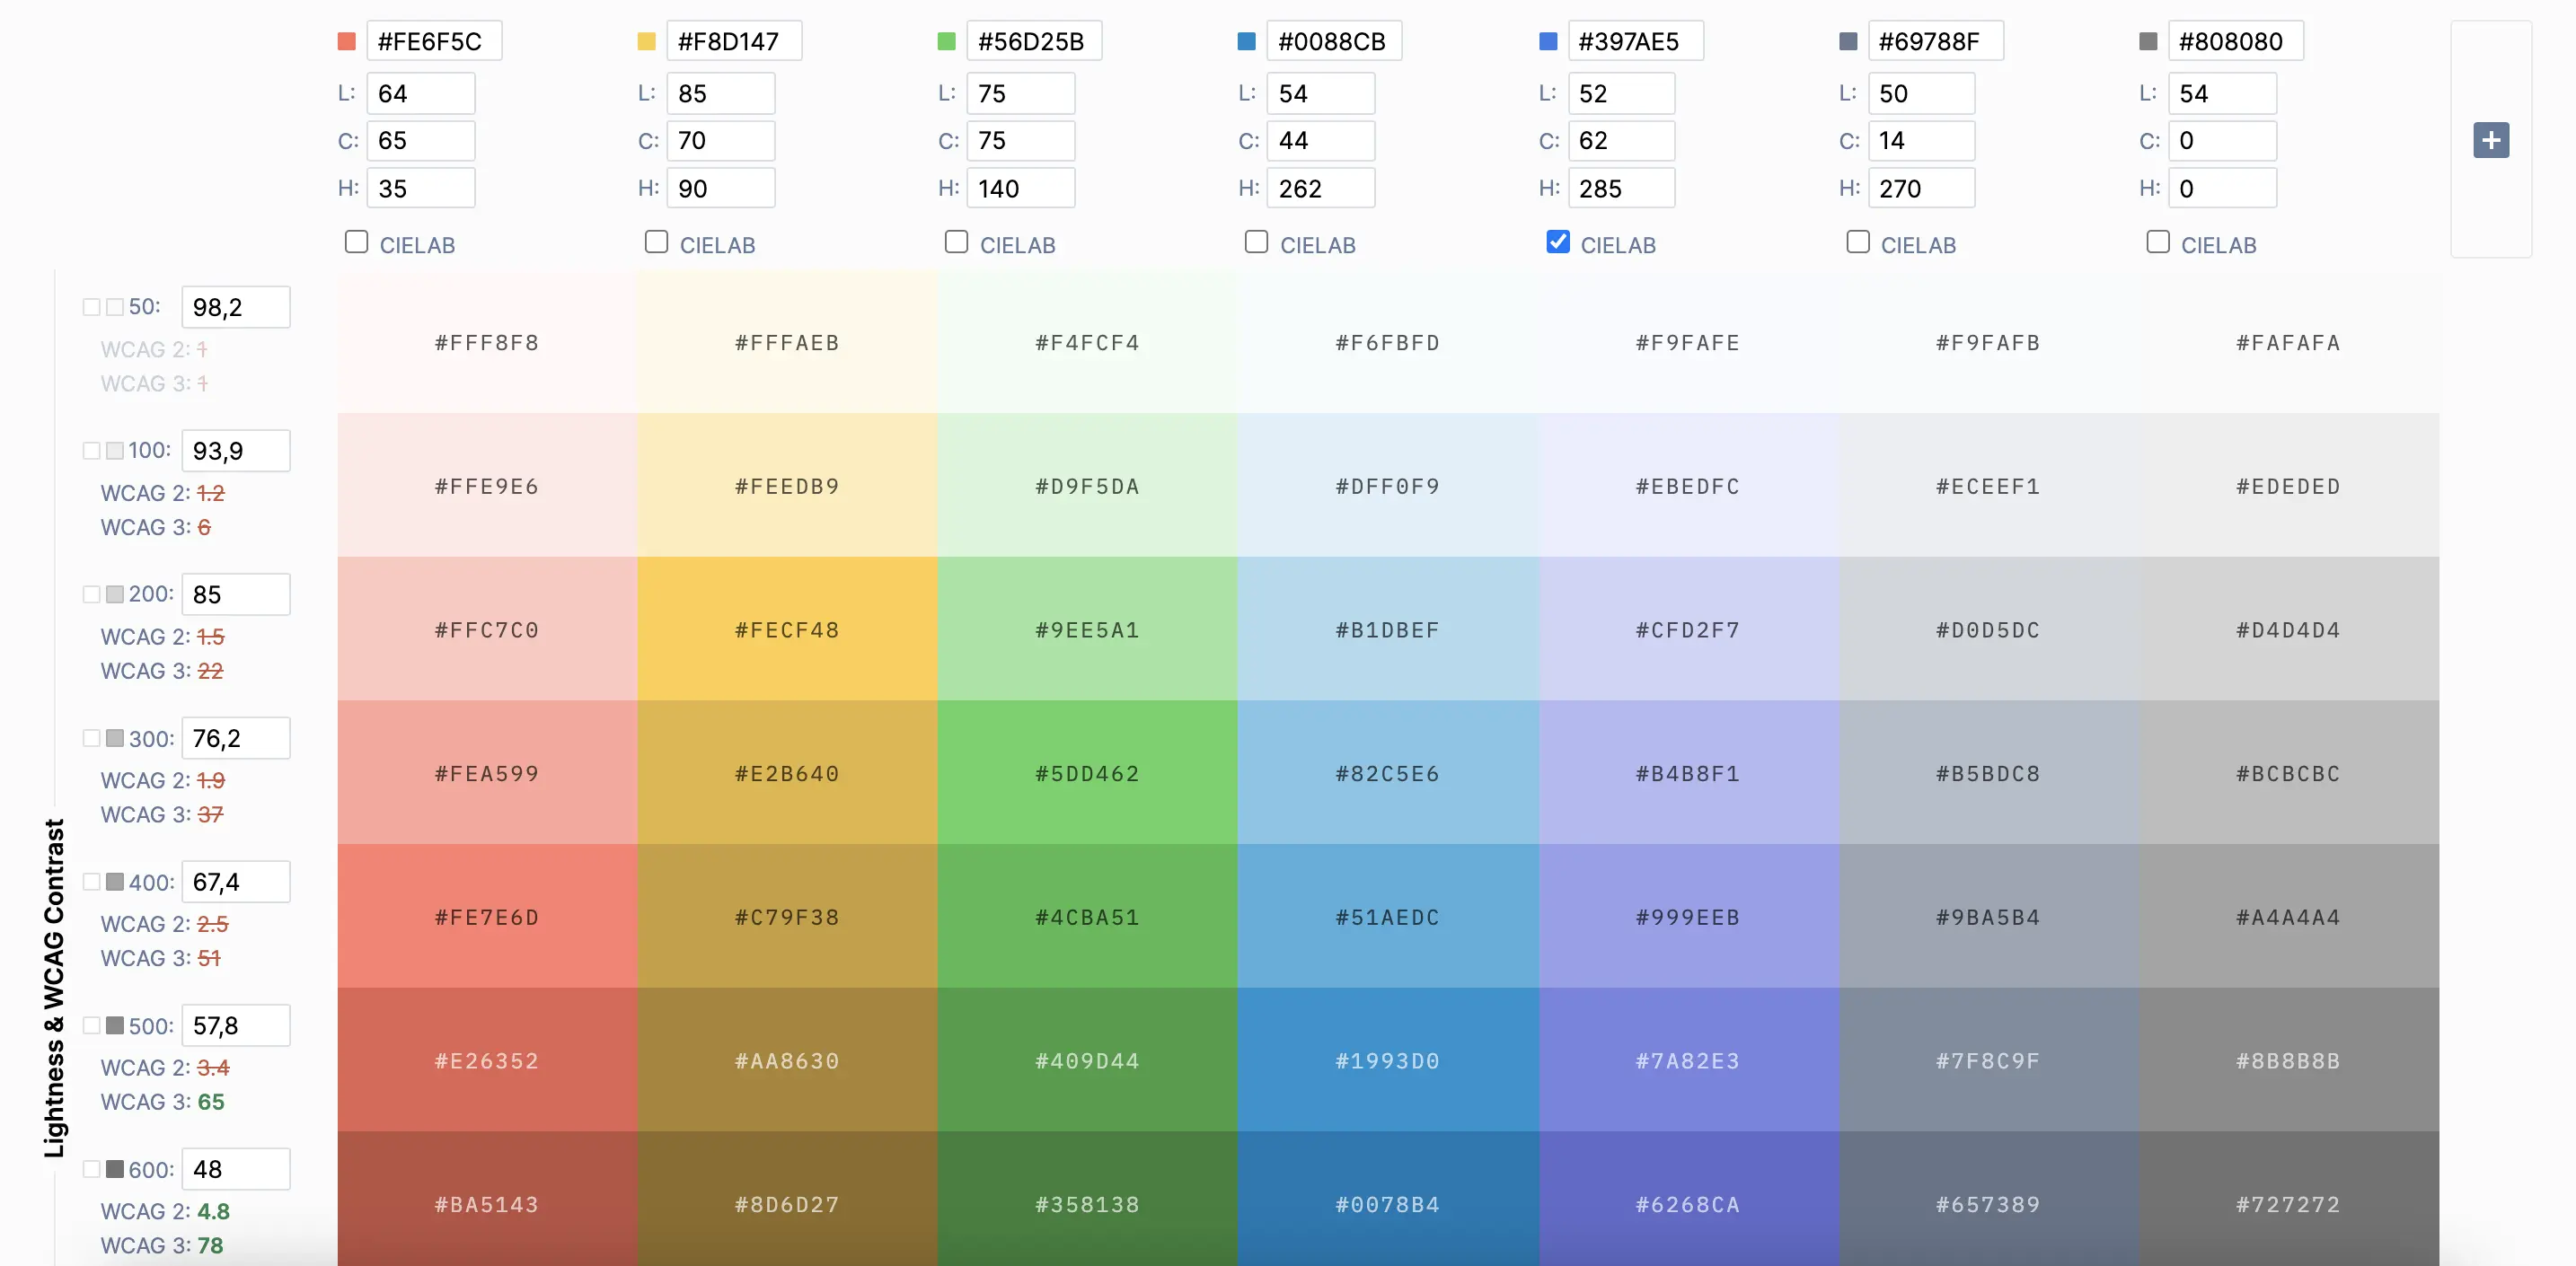 #FE6F5C #F8D147 #56D25B #0088CB #397AE5 #69788F #808080
L: 64 L: 85 L: 75 L: 54 L: 52 L: 50 L: 54
C: 65 C: 70 C: 75 C: 44 C: 62 C: 14 C: 0
H: 35 H: 90 H: 140 H: 262 H: 285 H: 270 H: 0
CIELAB CIELAB CIELAB CIELAB CIELAB CIELAB CIELAB
Lightness & WCAG Contrast
50: 98,2
WCAG 2: 1
WCAG 3: 1
#FFF8F8 #FFFAEB #F4FCF4 #F6FBFD #F9FAFE #F9FAFB #FAFAFA
100: 93,9
WCAG 2: 1.2
WCAG 3: 6
#FFE9E6 #FEEDB9 #D9F5DA #DFF0F9 #EBEDFC #ECEEF1 #EDEDED
200: 85
WCAG 2: 1.5
WCAG 3: 22
#FFC7C0 #FECF48 #9EE5A1 #B1DBEF #CFD2F7 #D0D5DC #D4D4D4
300: 76,2
WCAG 2: 1.9
WCAG 3: 37
#FEA599 #E2B640 #5DD462 #82C5E6 #B4B8F1 #B5BDC8 #BCBCBC
400: 67,4
WCAG 2: 2.5
WCAG 3: 51
#FE7E6D #C79F38 #4CBA51 #51AEDC #999EEB #9BA5B4 #A4A4A4
500: 57,8
WCAG 2: 3.4
WCAG 3: 65
#E26352 #AA8630 #409D44 #1993D0 #7A82E3 #7F8C9F #8B8B8B
600: 48
WCAG 2: 4.8
WCAG 3: 78
#BA5143 #8D6D27 #358138 #0078B4 #6268CA #657389 #727272